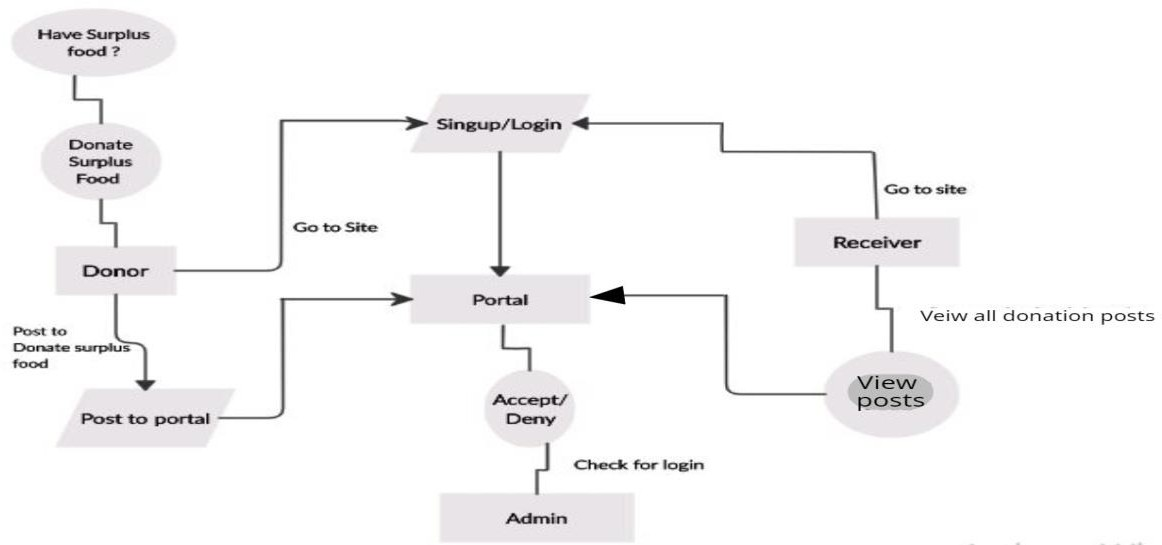 Have Surplus
food ?
Donate
Surplus
Food
Singup/Login
Go to site
Go to Site
Receiver
Donor
Portal
Veiw all donation posts
Post to
Donate surplus
food
View
posts
Accept/
Deny
Post to portal
Check for login
Admin